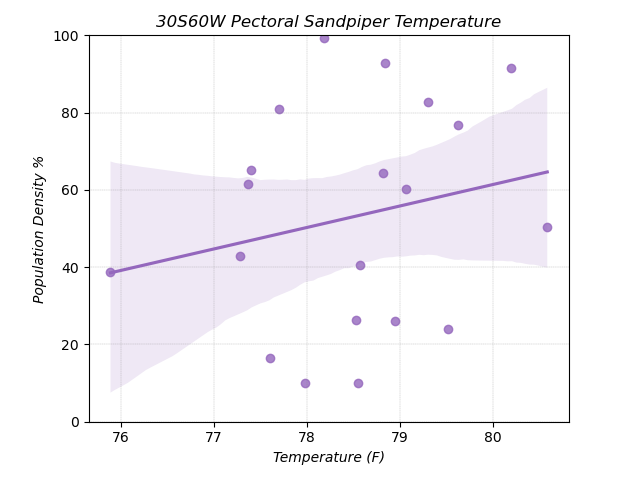 30S60W Pectoral Sandpiper Temperature
100
80
60
40
20
0
Population Density %
76 77 78 79 80
Temperature (F)